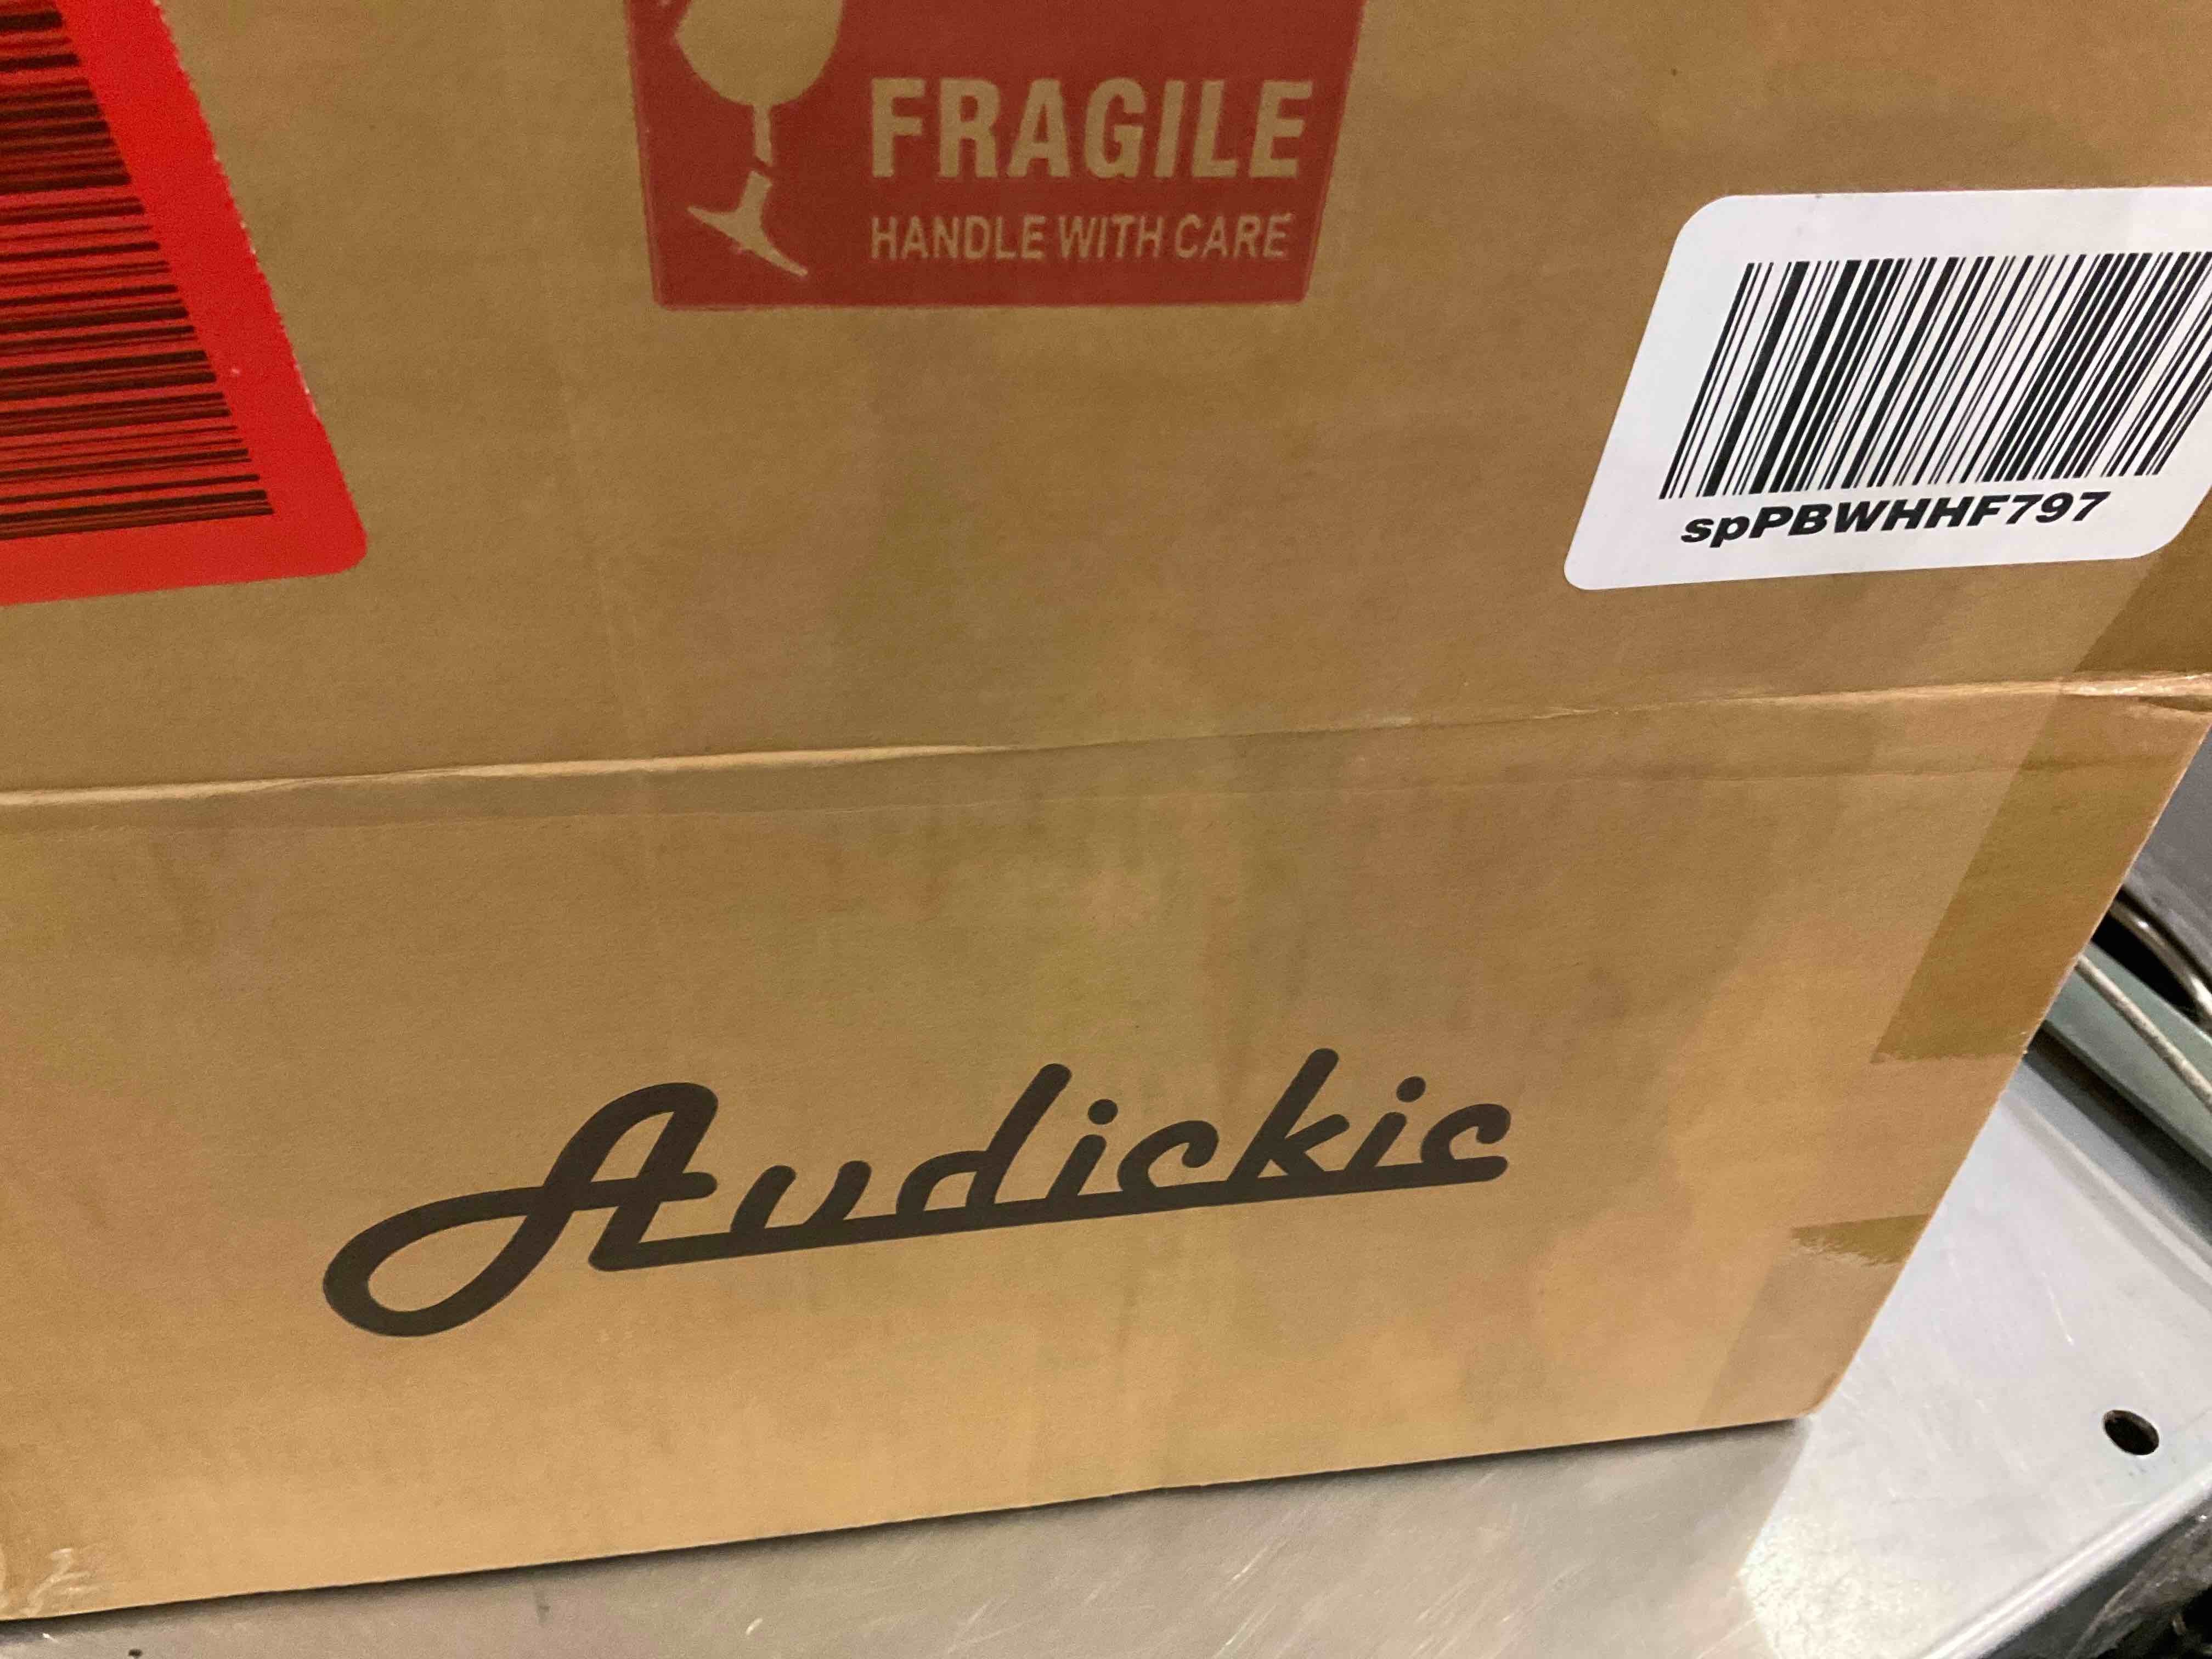 FRAGILE
HANDLE WITH CARE
spPBWHHF797
Audickic